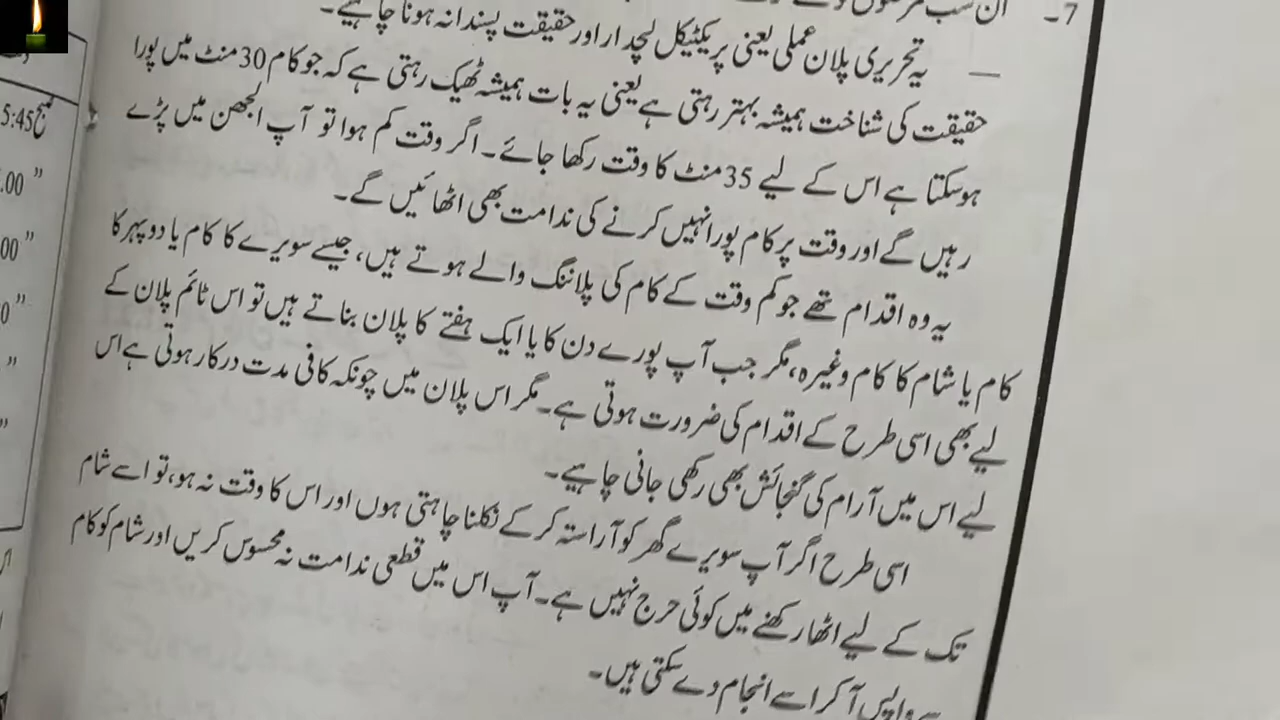 7۔ ان سب
— یہ تحریری پلان عملی یعنی پریکٹیکل لچدار اور حقیقت پسندانہ ہونا چاہیے۔
حقیقت کی شناخت ہمیشہ بہتر رہتی ہے یعنی یہ بات ہمیشہ ٹھیک رہتی ہے کہ جو کام 30 منٹ میں پورا
ہوسکتا ہے اس کے لیے 35 منٹ کا وقت رکھا جائے۔ اگر وقت کم ہوا تو آپ الجھن میں پڑے
رہیں گے اور وقت پر کام پورا نہیں کرنے کی ندامت بھی اٹھائیں گے۔
یہ وہ اقدام تھے جو کم وقت کے کام کی پلاننگ والے ہوتے ہیں، جیسے سویرے کا کام یا دوپہر کا
کام یا شام کا کام وغیرہ، مگر جب آپ پورے دن کا یا ایک ہفتے کا پلان بناتے ہیں تو اس ٹائم پلان کے
لیے بھی اسی طرح کے اقدام کی ضرورت ہوتی ہے۔ مگر اس پلان میں چونکہ کافی مدت درکار ہوتی ہے اس
لیے اس میں آرام کی گنجائش بھی رکھی جانی چاہیے۔
اسی طرح اگر آپ سویرے گھر کو آراستہ کر کے نکلنا چاہتی ہوں اور اس کا وقت نہ ہو، تو اسے شام
تک کے لیے اٹھا رکھنے میں کوئی حرج نہیں ہے۔ آپ اس میں قطعی ندامت نہ محسوس کریں اور شام کو کام
سے واپس آ کر اسے انجام دے سکتی ہیں۔
صبح 5:45
.00 ”
00 ”
0 ”
”
”